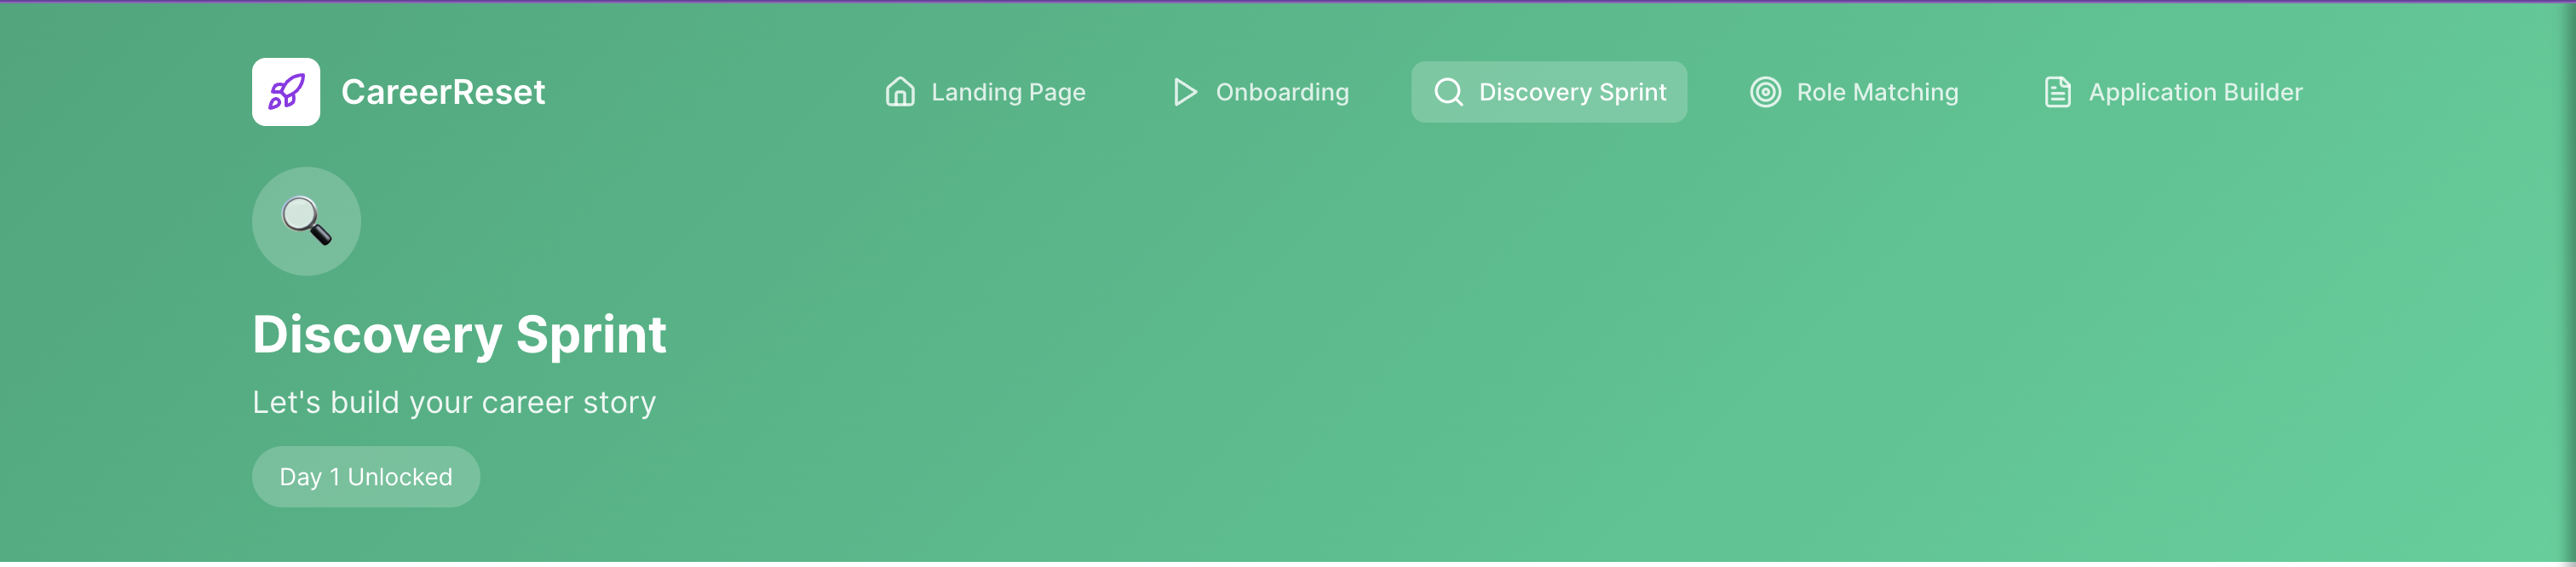 CareerReset
Landing Page
Onboarding
Discovery Sprint
Role Matching
Application Builder
Discovery Sprint
Let's build your career story
Day 1 Unlocked